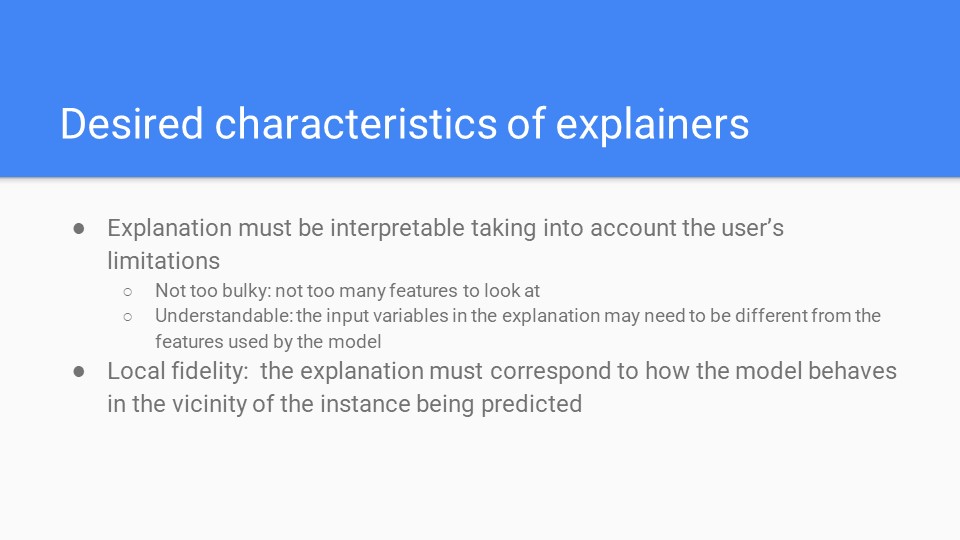 Desired characteristics of explainers
● Explanation must be interpretable taking into account the user’s
limitations
○ Not too bulky: not too many features to look at
○ Understandable: the input variables in the explanation may need to be different from the
features used by the model
● Local fidelity:  the explanation must correspond to how the model behaves
in the vicinity of the instance being predicted